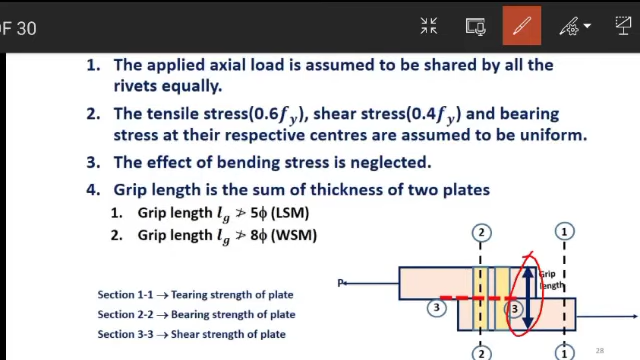 OF 30
1. The applied axial load is assumed to be shared by all the
rivets equally.
2. The tensile stress(0.6fy), shear stress(0.4fy) and bearing
stress at their respective centres are assumed to be uniform.
3. The effect of bending stress is neglected.
4. Grip length is the sum of thickness of two plates
1. Grip length lg ≯ 5ϕ (LSM)
2. Grip length lg ≯ 8ϕ (WSM)
2
1
P
Grip
length
Section 1-1 → Tearing strength of plate
3
3
Section 2-2 → Bearing strength of plate
Section 3-3 → Shear strength of plate
2
1
28